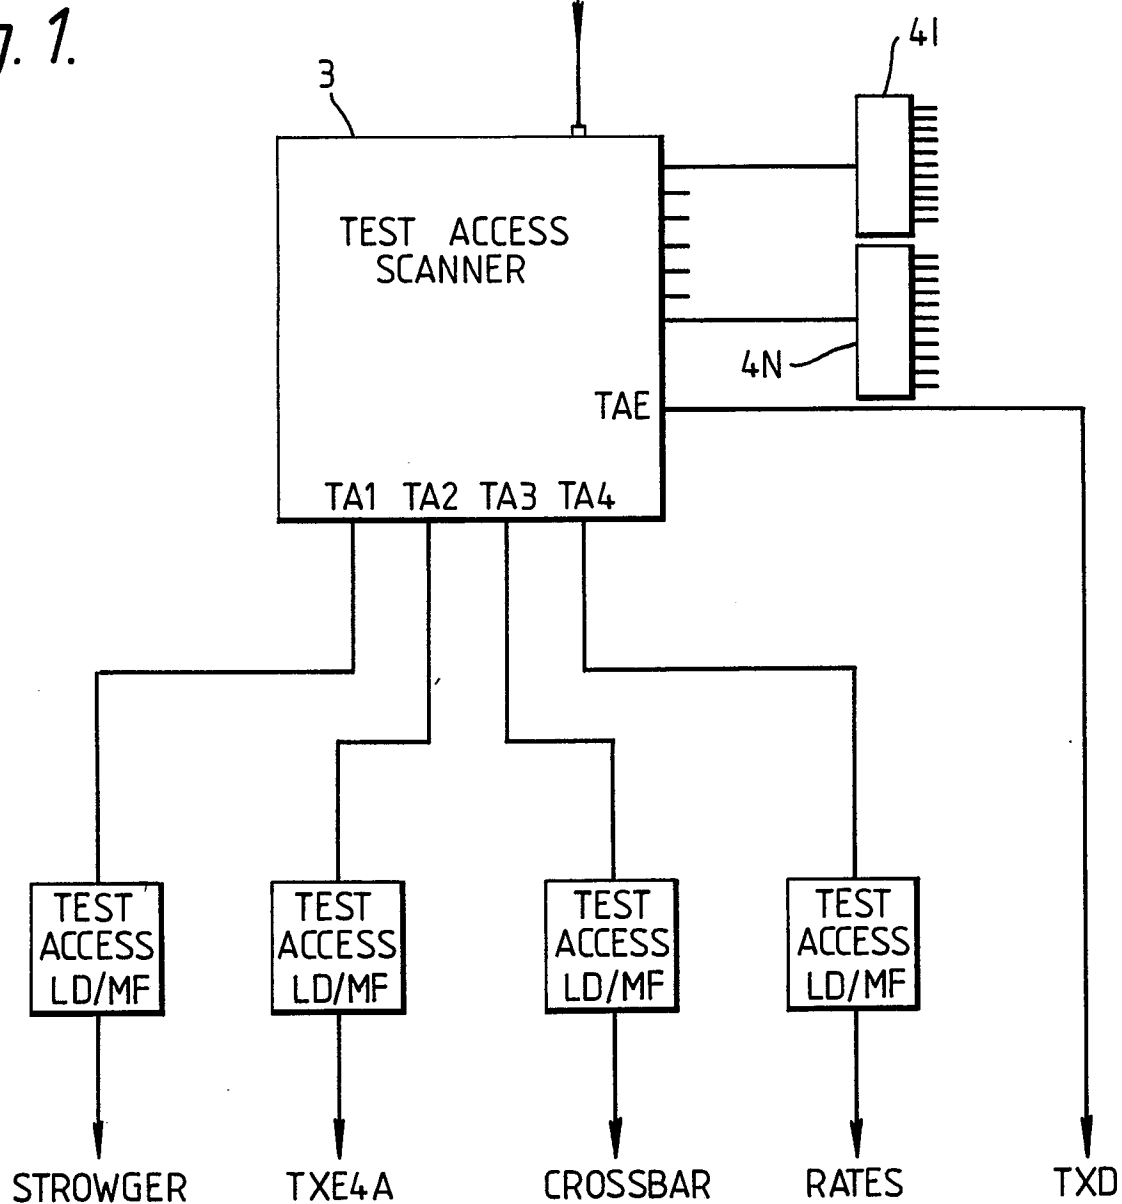 . 1.
3
41
TEST ACCESS
SCANNER
4N
TAE
TA1 TA2 TA3 TA4
TEST
ACCESS
LD/MF
TEST
ACCESS
LD/MF
TEST
ACCESS
LD/MF
TEST
ACCESS
LD/MF
STROWGER TXE4A CROSSBAR RATES TXD